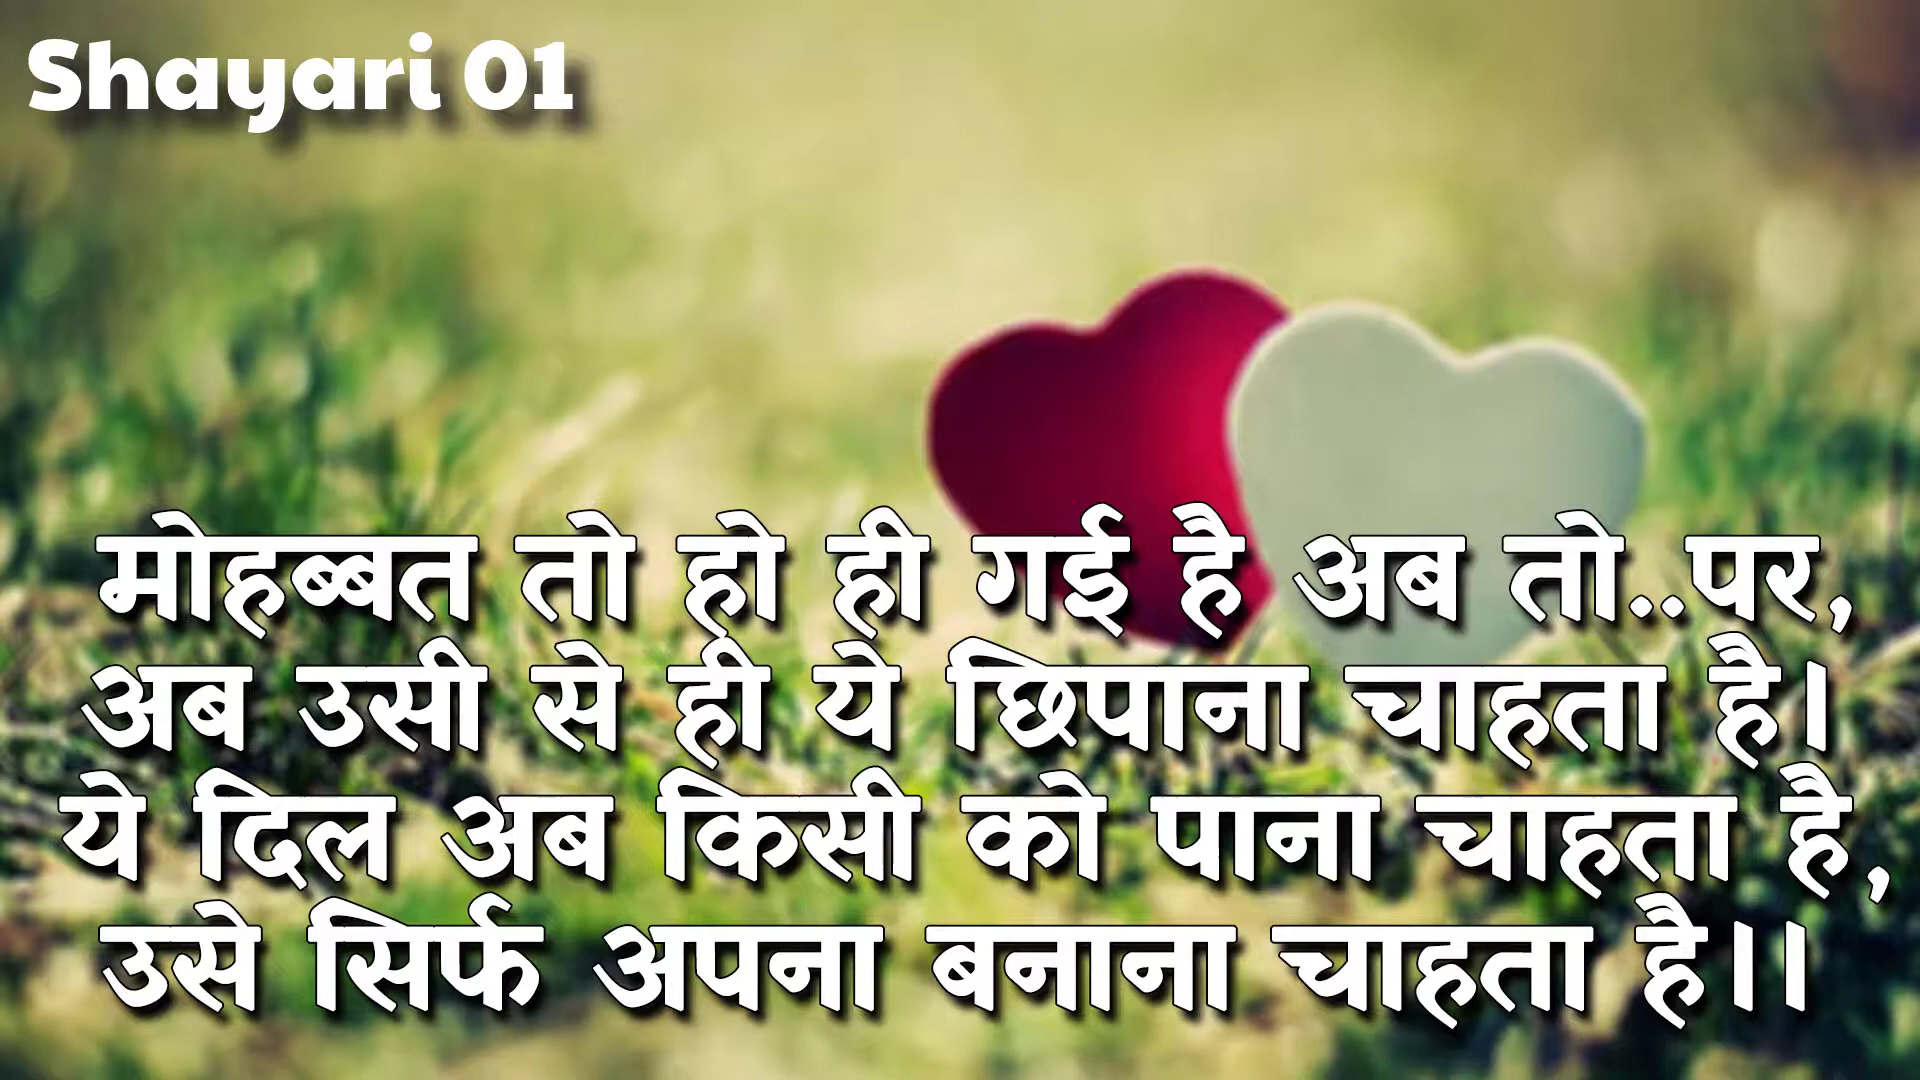 Shayari 01
मोहब्बत तो हो ही गई है अब तो..पर,
अब उसी से ही ये छिपाना चाहता है।
ये दिल अब किसी को पाना चाहता है,
उसे सिर्फ अपना बनाना चाहता है।।